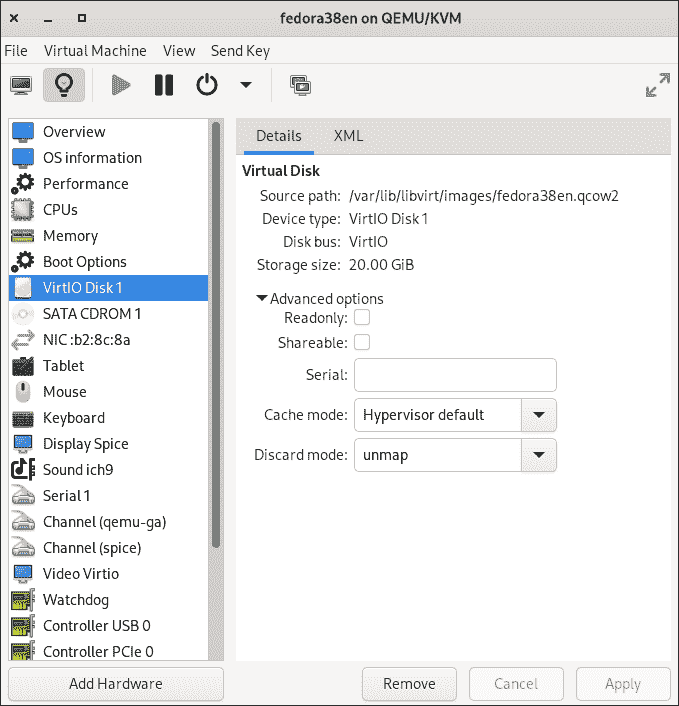 fedora38en on QEMU/KVM
File Virtual Machine View Send Key
Overview
OS information
Performance
CPUs
Memory
Boot Options
VirtIO Disk 1
SATA CDROM 1
NIC :b2:8c:8a
Tablet
Mouse
Keyboard
Display Spice
Sound ich9
Serial 1
Channel (qemu-ga)
Channel (spice)
Video Virtio
Watchdog
Controller USB 0
Controller PCIe 0
Add Hardware
Details XML
Virtual Disk
Source path: /var/lib/libvirt/images/fedora38en.qcow2
Device type: VirtIO Disk 1
Disk bus: VirtIO
Storage size: 20.00 GiB
Advanced options
Readonly:
Shareable:
Serial:
Cache mode: Hypervisor default
Discard mode: unmap
Remove Cancel Apply